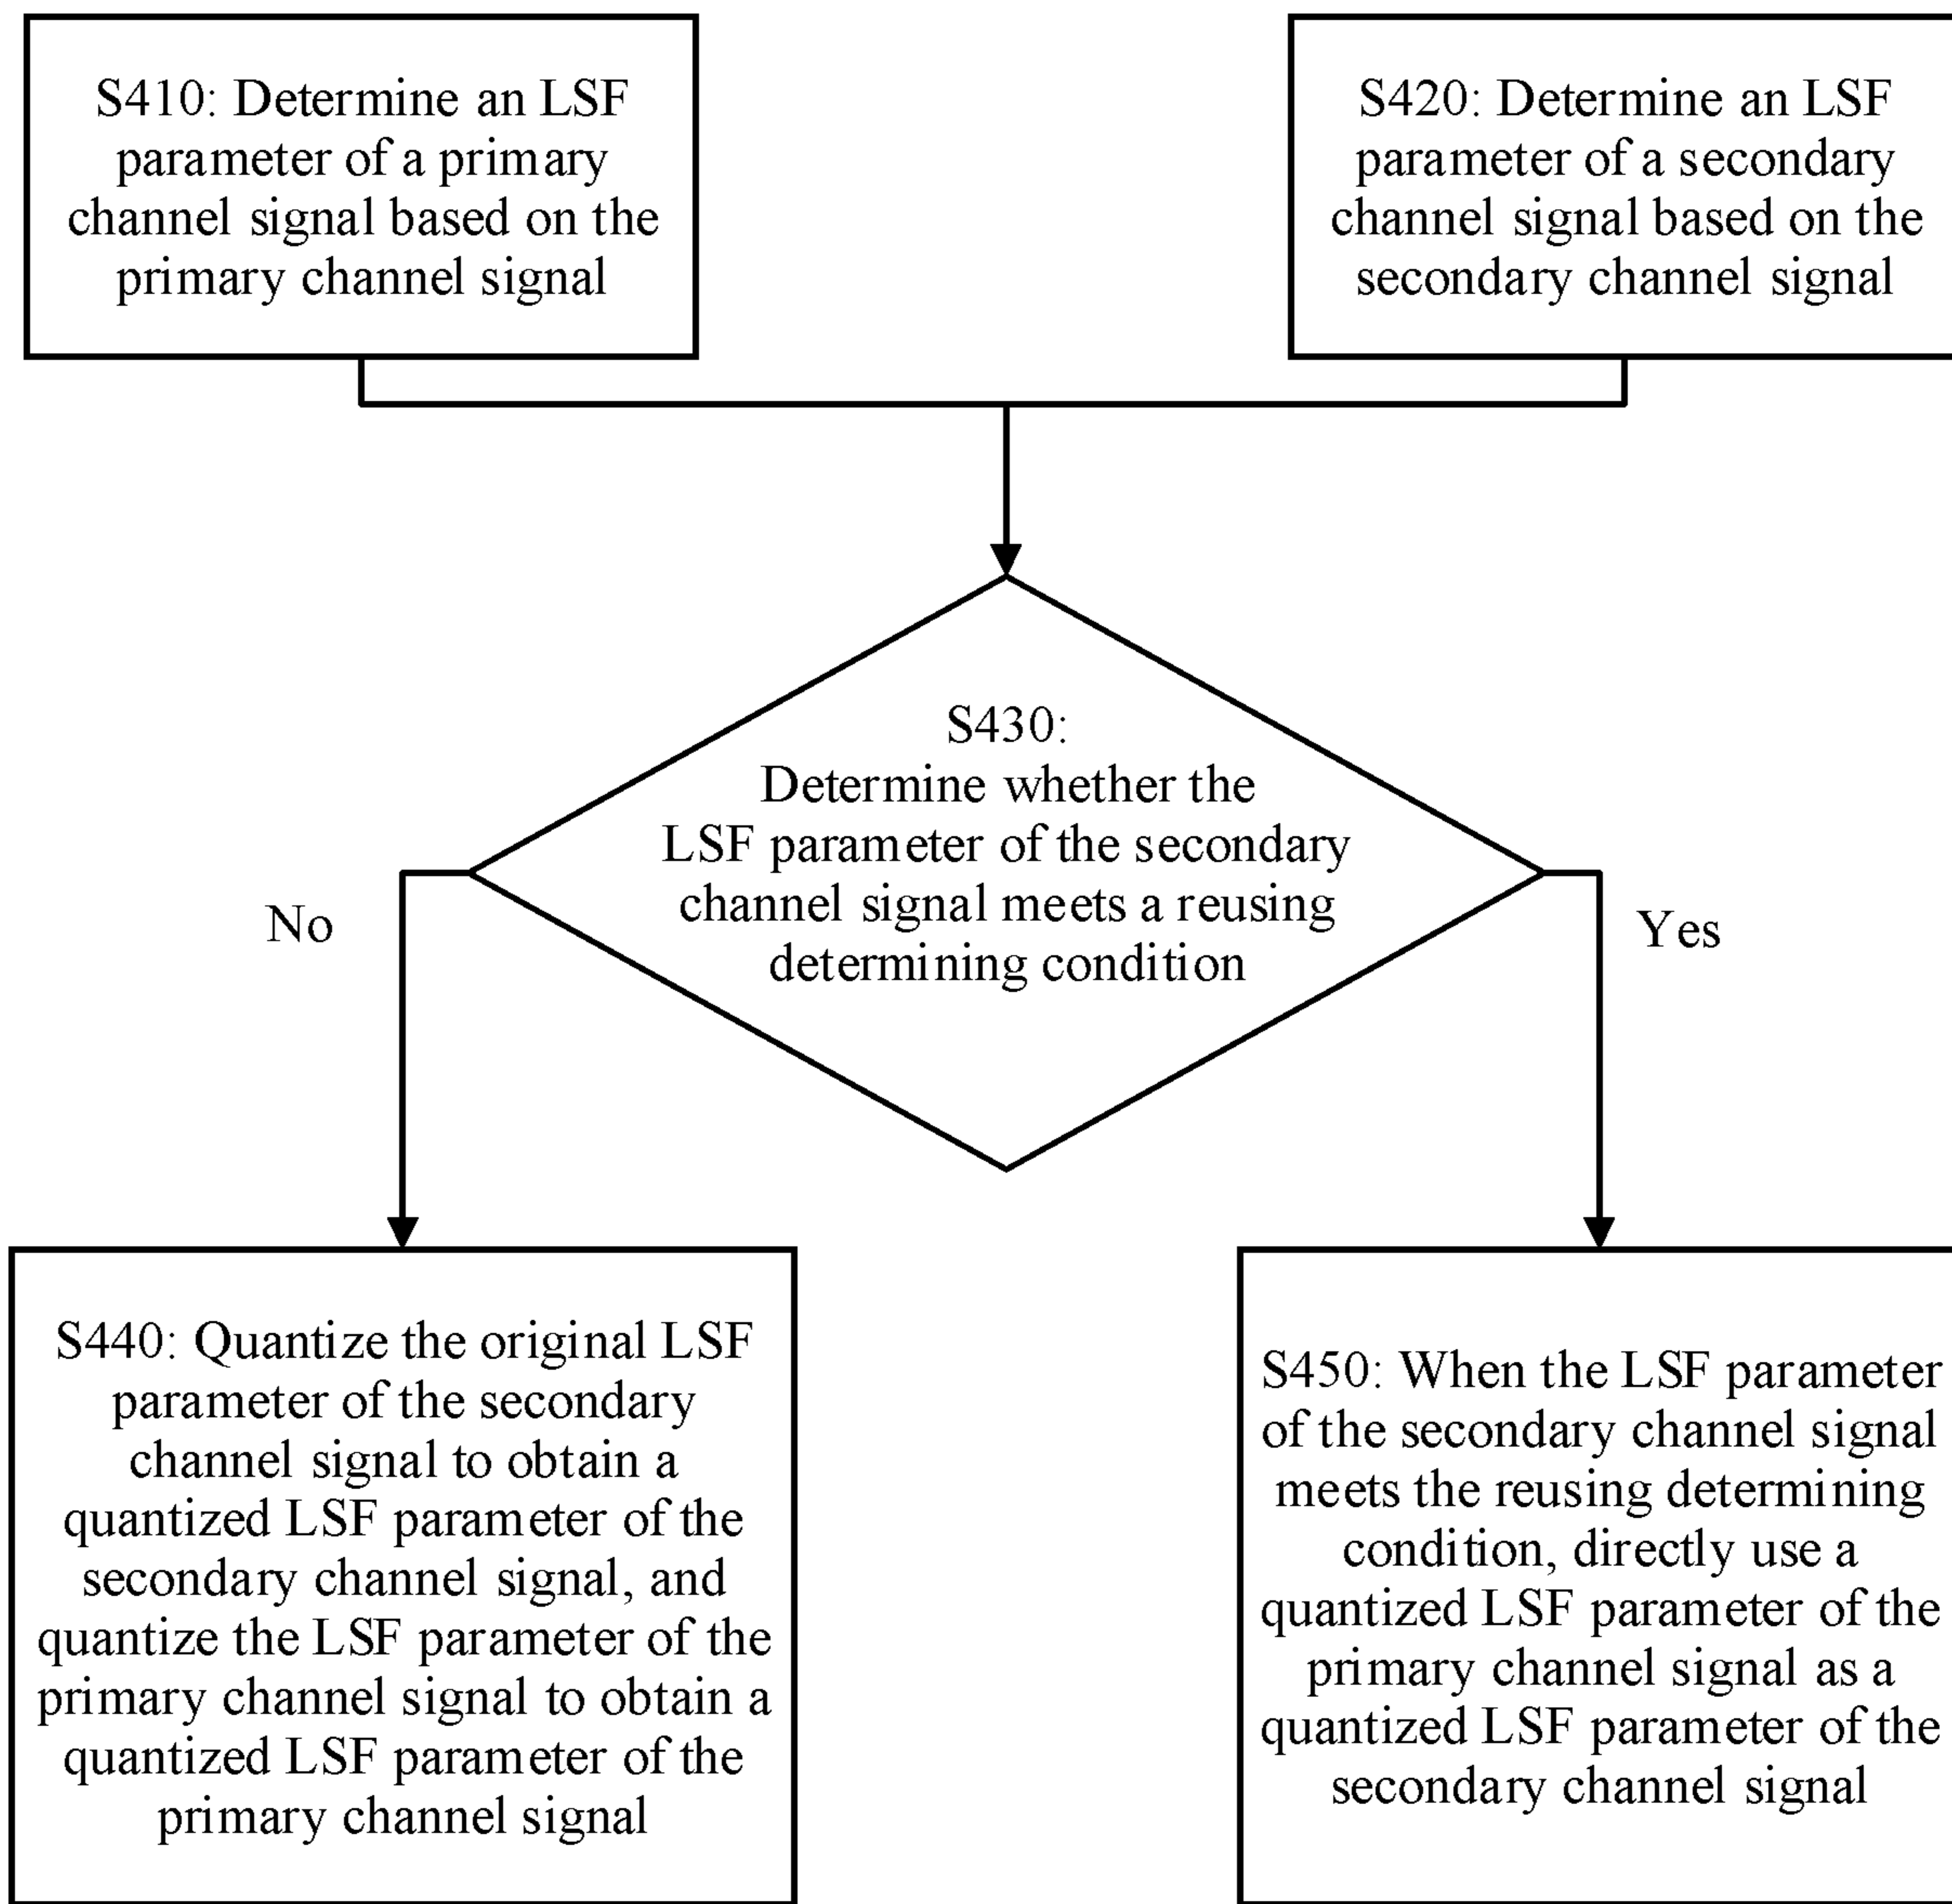 S410: Determine an LSF
parameter of a primary
channel signal based on the
primary channel signal
S420: Determine an LSF
parameter of a secondary
channel signal based on the
secondary channel signal
S430:
Determine whether the
LSF parameter of the secondary
channel signal meets a reusing
determining condition
No
Yes
S440: Quantize the original LSF
parameter of the secondary
channel signal to obtain a
quantized LSF parameter of the
secondary channel signal, and
quantize the LSF parameter of the
primary channel signal to obtain a
quantized LSF parameter of the
primary channel signal
S450: When the LSF parameter
of the secondary channel signal
meets the reusing determining
condition, directly use a
quantized LSF parameter of the
primary channel signal as a
quantized LSF parameter of the
secondary channel signal